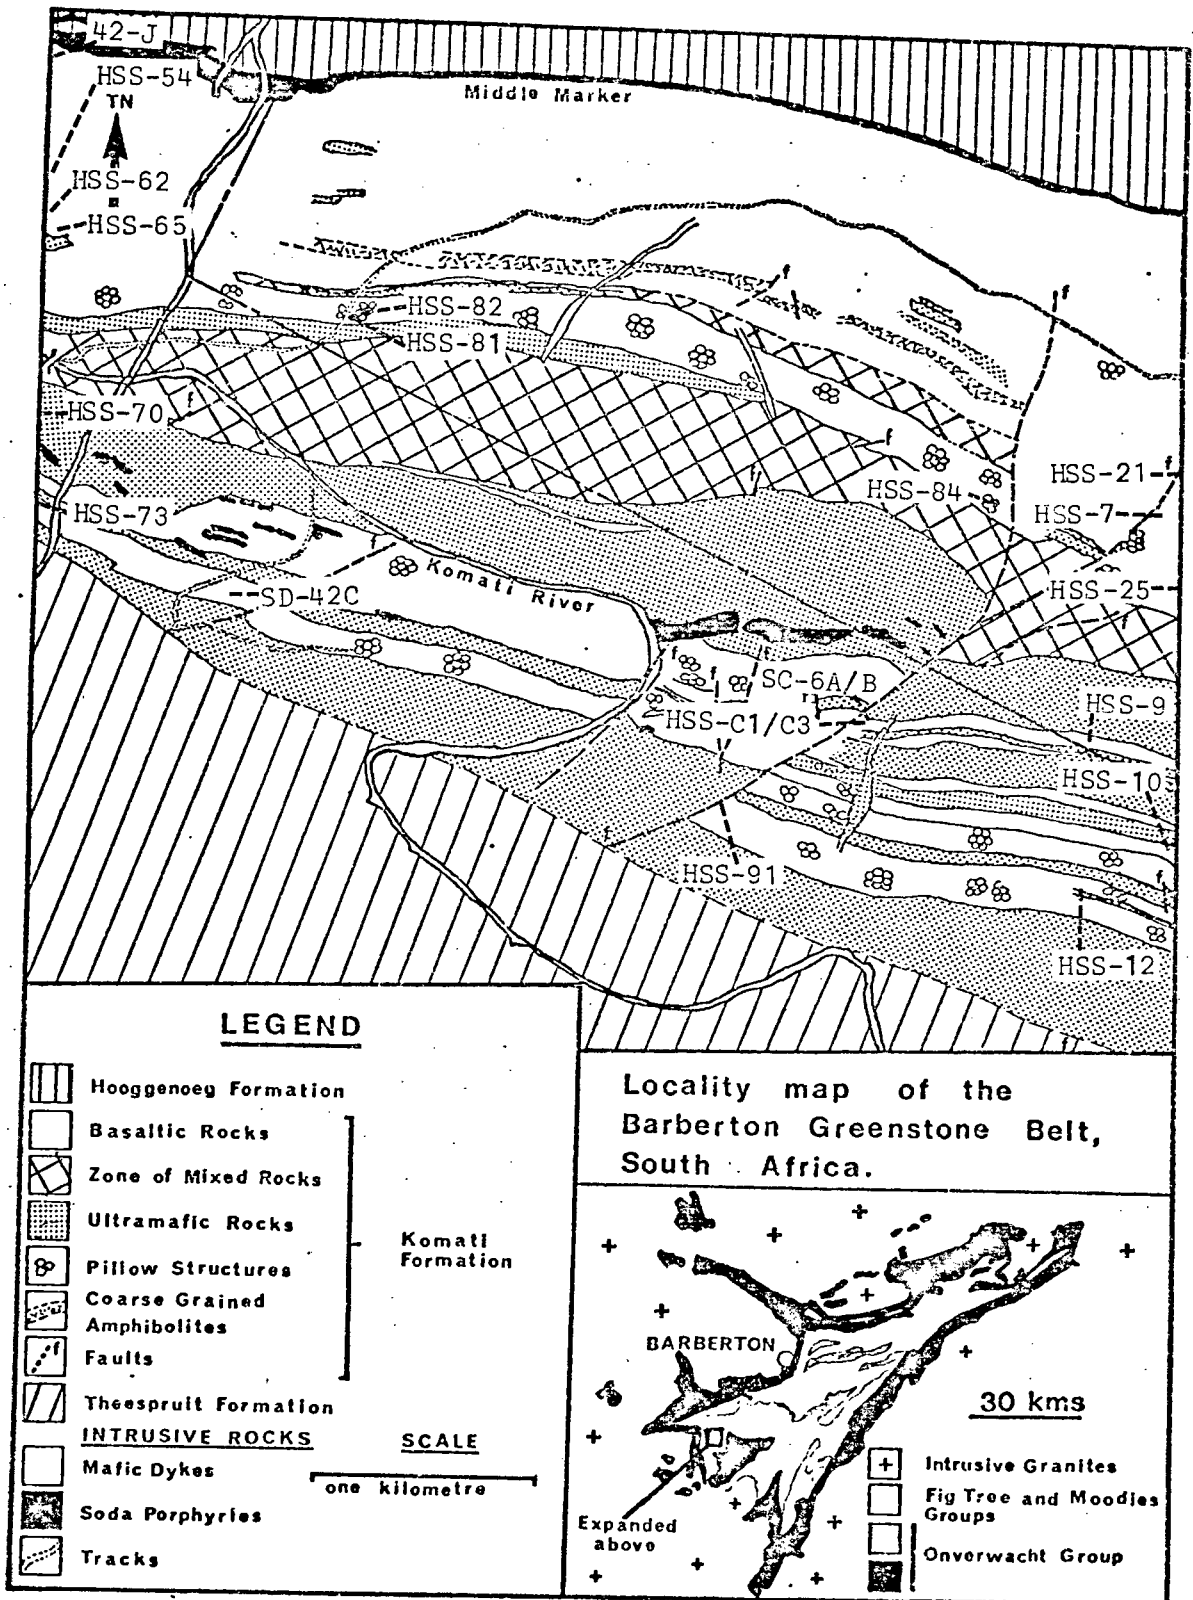 42-J
HSS-54
TN
Middle Marker
HSS-62
HSS-65
f
HSS-82
f
HSS-81
f
HSS-70
f
f
HSS-21
f
HSS-84
HSS-7
HSS-73
f
Komati River
HSS-25
SD-42C
f
f
f
SC-6A/B
f
HSS-9
HSS-C1/C3
HSS-10
f
HSS-91
f
HSS-12
f
LEGEND
Hooggenoeg Formation
Basaltic Rocks
Zone of Mixed Rocks
Ultramafic Rocks
Pillow Structures
Coarse Grained
Amphibolites
f
Faults
Komati
Formation
Theespruit Formation
INTRUSIVE ROCKS
Mafic Dykes
Soda Porphyries
Tracks
SCALE
one kilometre
Locality map of the
Barberton Greenstone Belt,
South Africa.
BARBERTON
30 kms
Expanded
above
Intrusive Granites
Fig Tree and Moodies
Groups
Onverwacht Group